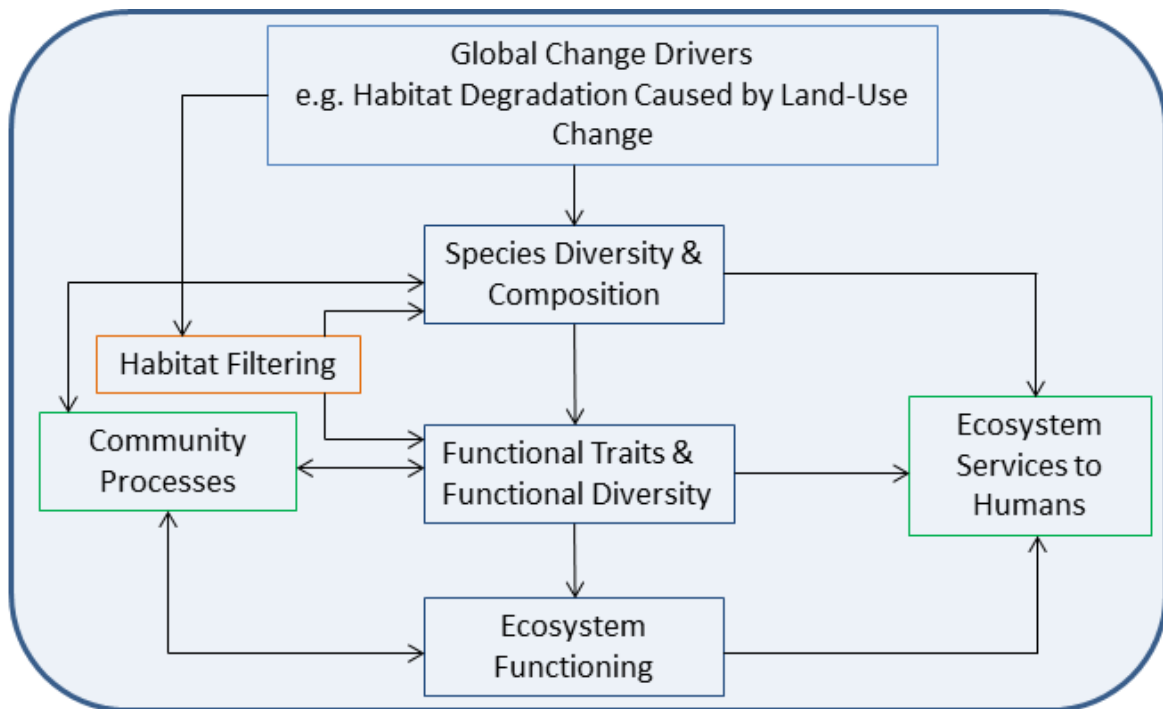 Global Change Drivers
e.g. Habitat Degradation Caused by Land-Use
Change
Species Diversity &
Composition
Habitat Filtering
Community
Processes
Functional Traits &
Functional Diversity
Ecosystem
Services to
Humans
Ecosystem
Functioning